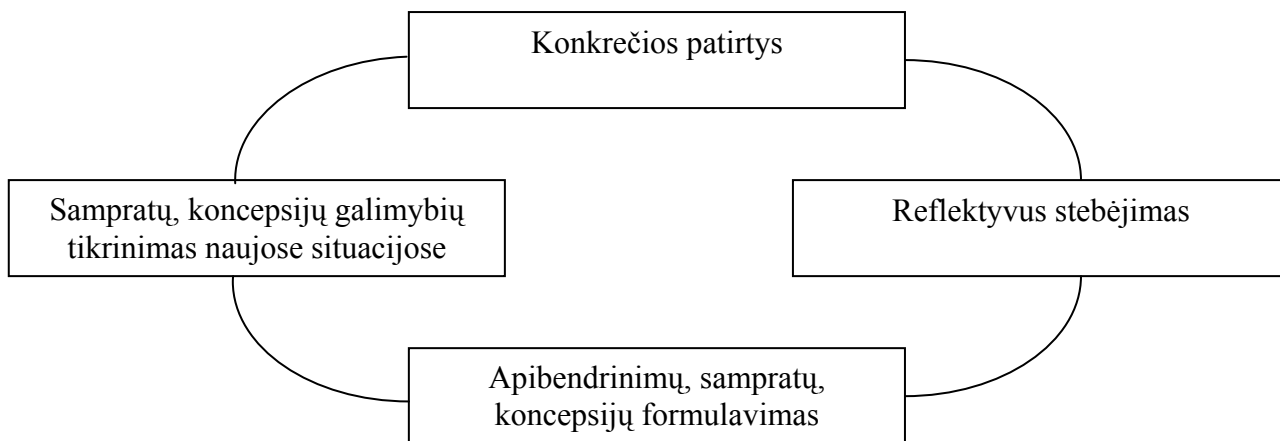 Konkrečios patirtys
Sampratų, koncepsijų galimybių
tikrinimas naujose situacijose
Reflektyvus stebėjimas
Apibendrinimų, sampratų,
koncepsijų formulavimas